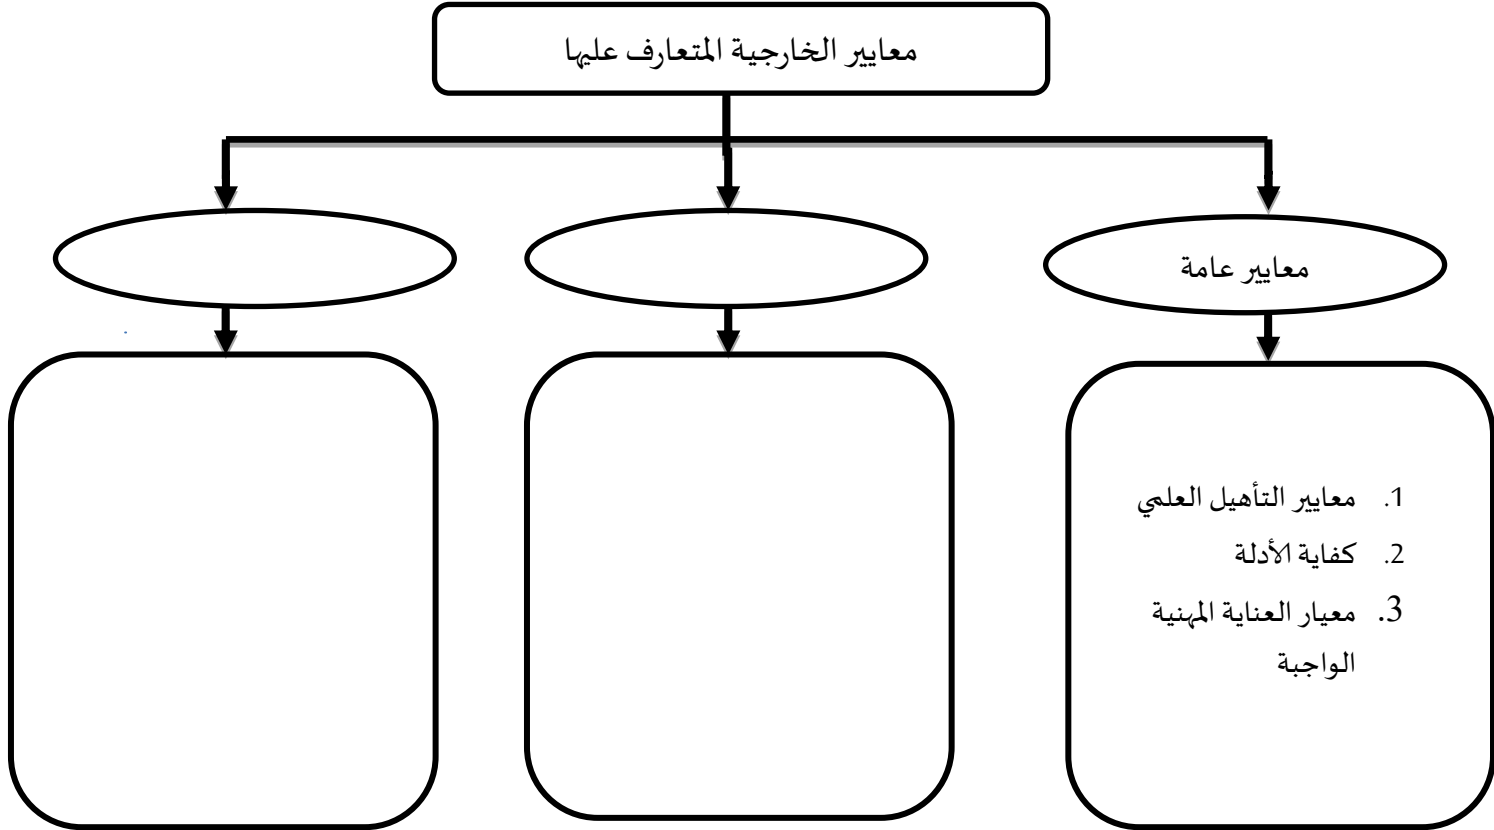 معايير الخارجية المتعارف عليها
معايير عامة
1. معايير التأهيل العلمي
2. كفاية الأدلة
3. معيار العناية المهنية
الواجبة